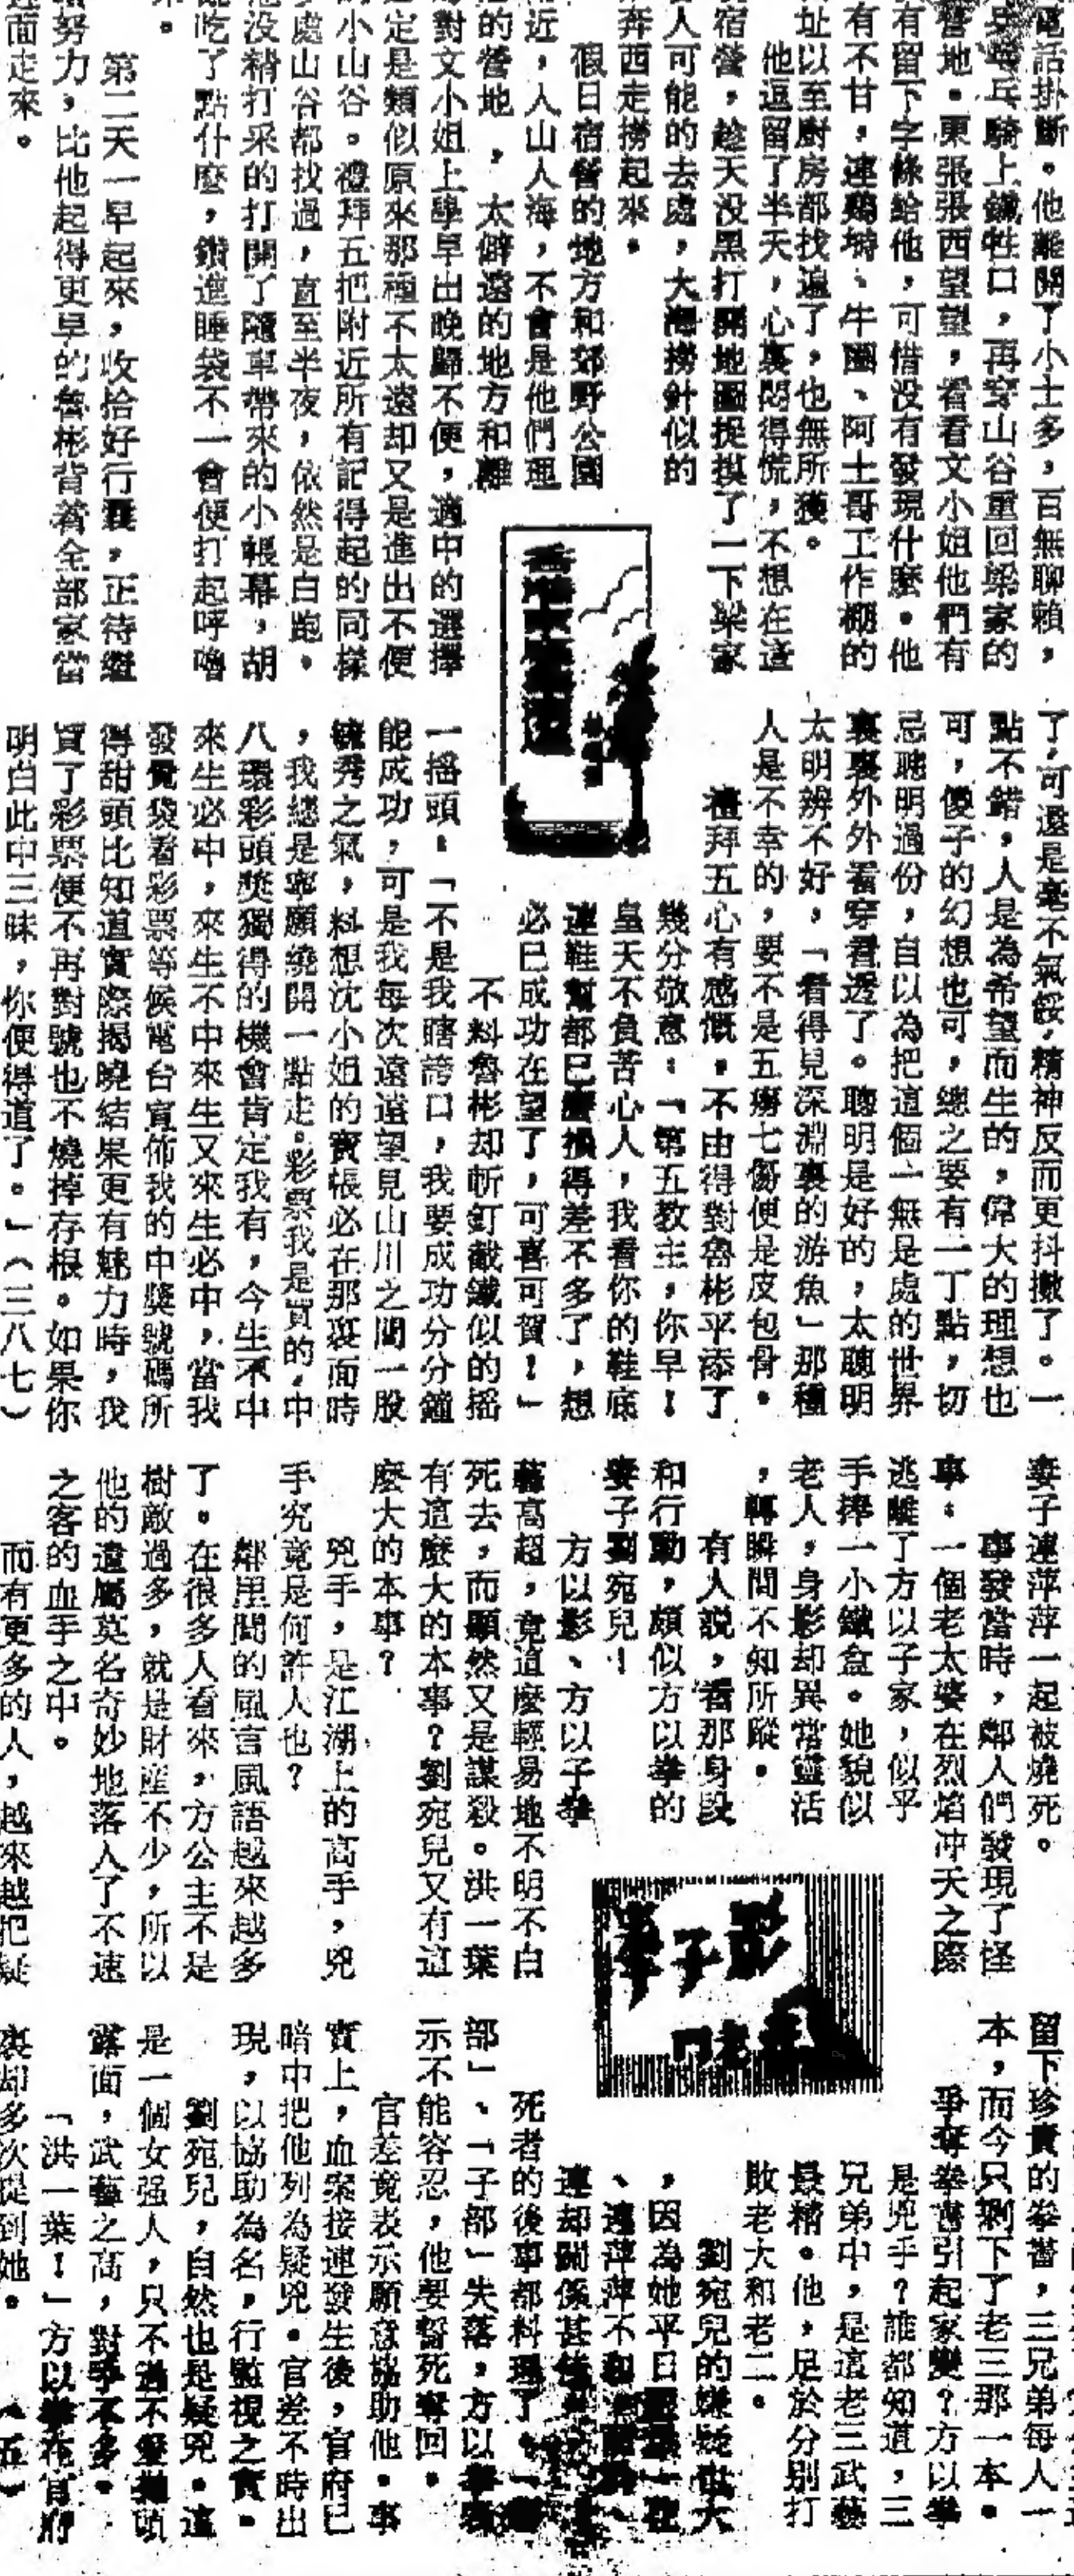 電話掛斷。他離開了小士多，百無聊賴，
兵騎上鐵牲口，再穿山谷重回梁家的
營地。東張張西望望，看看文小姐他們有
有留下字條給他，可惜没有發現什麼。他
有不甘，連鷄塒、牛圈、阿土哥工作棚的
址以至廚房都找遍了，也無所獲。
他逗留了半天，心裏悶得慌，不想在這
宿營，趁天没黑打開地圖捉摸了一下梁家
人可能的去處，大海撈針似的
奔西走撈起來。
假日宿營的地方和郊野公園
近，人山人海，不會是他們理
的營地，太僻遠的地方和離
對文小姐上學早出晚歸不便，適中的選擇
定是類似原來那種不太遠却又是進出不便
小山谷。禮拜五把附近所有記得起的同樣
處山谷都找過，直至半夜，依然是白跑。
没精打采的打開了隨車帶來的小帳幕，胡
吃了點什麼，鑽進睡袋不一會便打起呼嚕
來。
第二天一早起來，收拾好行囊，正待繼
努力，比他起得更早的魯彬背着全部家當
面走來。
了，可還是毫不氣餒，精神反而更抖擻了。一
點不錯，人是為希望而生的，偉大的理想也
可，傻子的幻想也可，總之要有一丁點，切
忌聰明過份，自以為把這個一無是處的世界
裏裏外外看穿看透了。聰明是好的，太聰明
太明辨不好，「看得見深淵裏的游魚」那種
人是不幸的，要不是五癆七傷便是皮包骨。
禮拜五心有感慨，不由得對魯彬平添了
幾分敬意：「第五教主，你早！
皇天不負苦心人，我看你的鞋底
連鞋幫都已磨損得差不多了，想
必已成功在望了，可喜可賀！」
不料魯彬却斬釘截鐵似的搖
一搖頭：「不是我瞎誇口，我要成功分分鐘
能成功，可是我每次遠遠望見山川之間一股
毓秀之氣，料想沈小姐的寶帳必在那裏面時
，我總是寧願繞開一點走。彩票我是買的，中
八環彩頭獎獨得的機會肯定我有，今生不中
來生必中，來生不中來生又來生必中，當我
發覺袋着彩票等候電台宣佈我的中獎號碼所
得甜頭比知道實際揭曉結果更有魅力時，我
買了彩票便不再對號也不燒掉存根。如果你
明白此中三昧，你便得道了。」（三八七）
妻子連萍萍一起被燒死。
事發當時，鄰人們發現了怪
事：一個老太婆在烈焰冲天之際
逃離了方以子家，似乎
手捧一小鐵盒。她貌似
老人，身影却異常靈活
，轉瞬間不知所蹤。
有人説，看那身段
和行動，頗似方以拳的
妻子劉宛兒！
方以影、方以子拳
藝高超，竟這麼輕易地不明不白
死去，而顯然又是謀殺。洪一葉
有這麼大的本事？劉宛兒又有這
麼大的本事？
兇手，是江湖上的高手，兇
手究竟是何許人也？
鄰里間的風言風語越來越多
了。在很多人看來，方公主不是
樹敵過多，就是財產不少，所以
他的遺屬莫名奇妙地落入了不速
之客的血手之中。
而有更多的人，越來越把疑
影子拳
留下珍貴的拳書，三兄弟每人一
本，而今只剩下了老三那一本。
爭奪拳書引起家變？方以拳
是兇手？誰都知道，三
兄弟中，是這老三武藝
最精。他，足於分别打
敗老大和老二。
劉宛兒的嫌疑也大
，因為她平日
、連萍萍不和
連却關係甚
死者的後事都料理了。
部」、「子部」失落，方以拳表
示不能容忍，他要誓死奪回。
官差竟表示願意協助他。事
實上，血案接連發生後，官府已
暗中把他列為疑兇。官差不時出
現，以協助為名，行監視之實。
劉宛兒，自然也是疑兇。這
是一個女强人，只不過不愛抛頭
露面，武藝之高，對手不多。
「洪一葉！」方以拳在官府
裏却多次提到她。（五）